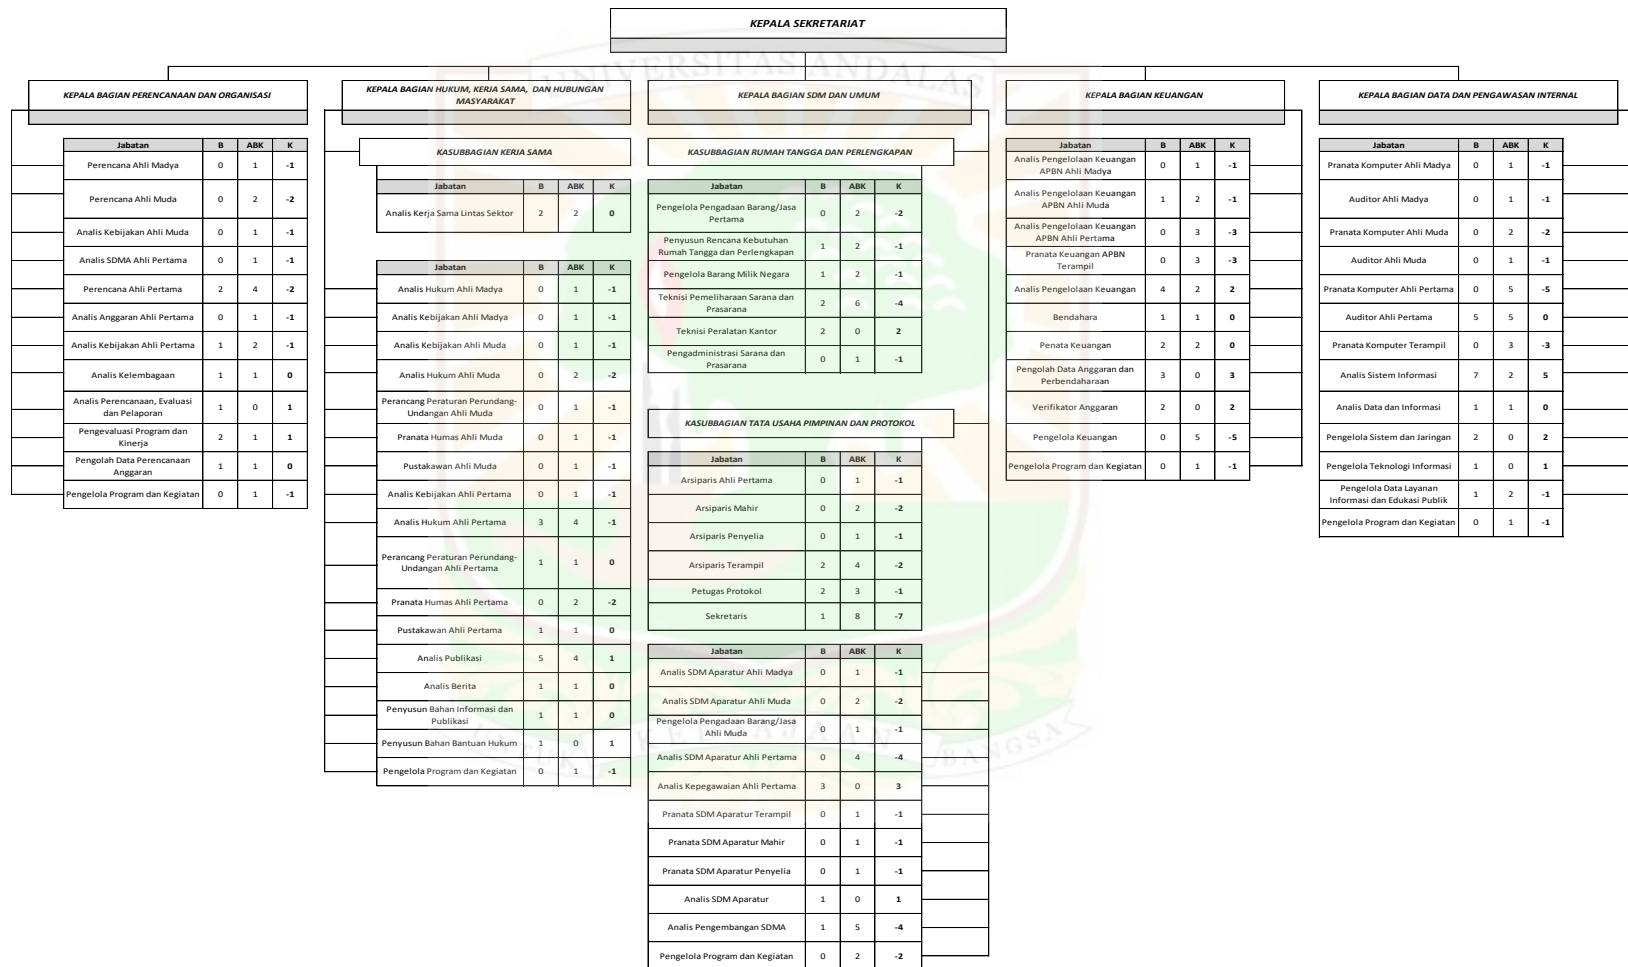 KEPALA SEKRETARIAT
KEPALA BAGIAN PERENCANAAN DAN ORGANISASI
Jabatan B ABK K
Perencana Ahli Madya 0 1 -1
Perencana Ahli Muda 0 2 -2
Analis Kebijakan Ahli Muda 0 1 -1
Analis SDMA Ahli Pertama 0 1 -1
Perencana Ahli Pertama 2 4 -2
Analis Anggaran Ahli Pertama 0 1 -1
Analis Kebijakan Ahli Pertama 1 2 -1
Analis Kelembagaan 1 1 0
Analis Perencanaan, Evaluasi
dan Pelaporan 1 0 1
Pengevaluasi Program dan
Kinerja 2 1 1
Pengolah Data Perencanaan
Anggaran 1 1 0
Pengelola Program dan Kegiatan 0 1 -1
KEPALA BAGIAN HUKUM, KERJA SAMA, DAN HUBUNGAN
MASYARAKAT
KASUBBAGIAN KERJA SAMA
Jabatan B ABK K
Analis Kerja Sama Lintas Sektor 2 2 0
Jabatan B ABK K
Analis Hukum Ahli Madya 0 1 -1
Analis Kebijakan Ahli Madya 0 1 -1
Analis Kebijakan Ahli Muda 0 1 -1
Analis Hukum Ahli Muda 0 2 -2
Perancang Peraturan Perundang-
Undangan Ahli Muda 0 1 -1
Pranata Humas Ahli Muda 0 1 -1
Pustakawan Ahli Muda 0 1 -1
Analis Kebijakan Ahli Pertama 0 1 -1
Analis Hukum Ahli Pertama 3 4 -1
Perancang Peraturan Perundang-
Undangan Ahli Pertama 1 1 0
Pranata Humas Ahli Pertama 0 2 -2
Pustakawan Ahli Pertama 1 1 0
Analis Publikasi 5 4 1
Analis Berita 1 1 0
Penyusun Bahan Informasi dan
Publikasi 1 1 0
Penyusun Bahan Bantuan Hukum 1 0 1
Pengelola Program dan Kegiatan 0 1 -1
KEPALA BAGIAN SDM DAN UMUM
KASUBBAGIAN RUMAH TANGGA DAN PERLENGKAPAN
Jabatan B ABK K
Pengelola Pengadaan Barang/Jasa
Pertama 0 2 -2
Penyusun Rencana Kebutuhan
Rumah Tangga dan Perlengkapan 1 2 -1
Pengelola Barang Milik Negara 1 2 -1
Teknisi Pemeliharaan Sarana dan
Prasarana 2 6 -4
Teknisi Peralatan Kantor 2 0 2
Pengadministrasi Sarana dan
Prasarana 0 1 -1
KASUBBAGIAN TATA USAHA PIMPINAN DAN PROTOKOL
Jabatan B ABK K
Arsiparis Ahli Pertama 0 1 -1
Arsiparis Mahir 0 2 -2
Arsiparis Penyelia 0 1 -1
Arsiparis Terampil 2 4 -2
Petugas Protokol 2 3 -1
Sekretaris 1 8 -7
Jabatan B ABK K
Analis SDM Aparatur Ahli Madya 0 1 -1
Analis SDM Aparatur Ahli Muda 0 2 -2
Pengelola Pengadaan Barang/Jasa
Ahli Muda 0 1 -1
Analis SDM Aparatur Ahli Pertama 0 4 -4
Analis Kepegawaian Ahli Pertama 3 0 3
Pranata SDM Aparatur Terampil 0 1 -1
Pranata SDM Aparatur Mahir 0 1 -1
Pranata SDM Aparatur Penyelia 0 1 -1
Analis SDM Aparatur 1 0 1
Analis Pengembangan SDMA 1 5 -4
Pengelola Program dan Kegiatan 0 2 -2
KEPALA BAGIAN KEUANGAN
Jabatan B ABK K
Analis Pengelolaan Keuangan
APBN Ahli Madya 0 1 -1
Analis Pengelolaan Keuangan
APBN Ahli Muda 1 2 -1
Analis Pengelolaan Keuangan
APBN Ahli Pertama 0 3 -3
Pranata Keuangan APBN
Terampil 0 3 -3
Analis Pengelolaan Keuangan 4 2 2
Bendahara 1 1 0
Penata Keuangan 2 2 0
Pengolah Data Anggaran dan
Perbendaharaan 3 0 3
Verifikator Anggaran 2 0 2
Pengelola Keuangan 0 5 -5
Pengelola Program dan Kegiatan 0 1 -1
KEPALA BAGIAN DATA DAN PENGAWASAN INTERNAL
Jabatan B ABK K
Pranata Komputer Ahli Madya 0 1 -1
Auditor Ahli Madya 0 1 -1
Pranata Komputer Ahli Muda 0 2 -2
Auditor Ahli Muda 0 1 -1
Pranata Komputer Ahli Pertama 0 5 -5
Auditor Ahli Pertama 5 5 0
Pranata Komputer Terampil 0 3 -3
Analis Sistem Informasi 7 2 5
Analis Data dan Informasi 1 1 0
Pengelola Sistem dan Jaringan 2 0 2
Pengelola Teknologi Informasi 1 0 1
Pengelola Data Layanan
Informasi dan Edukasi Publik 1 2 -1
Pengelola Program dan Kegiatan 0 1 -1
UNIVERSITAS ANDALAS
UNTUK KEDJAJAAN BANGSA